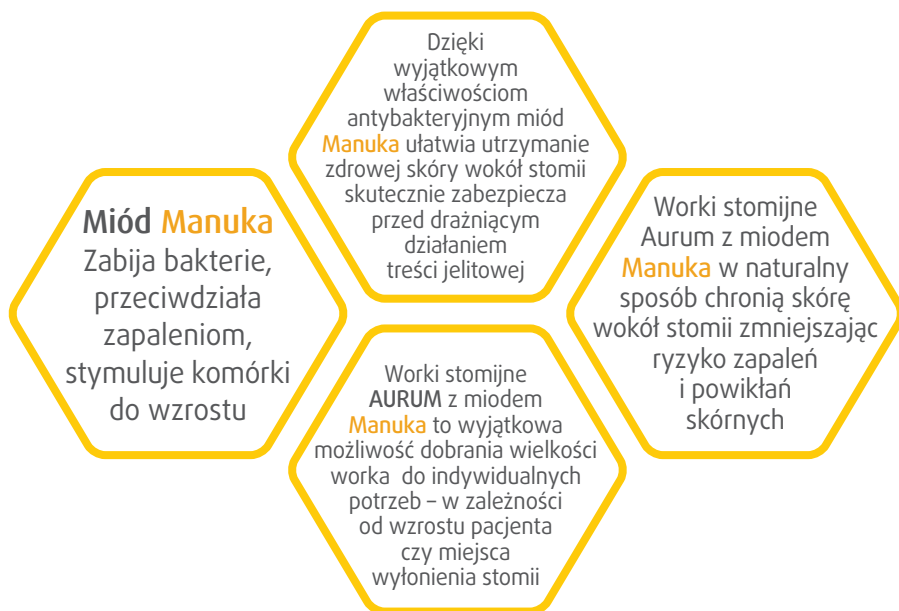 Miód Manuka
Zabija bakterie,
przeciwdziała
zapaleniom,
stymuluje komórki
do wzrostu
Dzięki
wyjątkowym
właściwościom
antybakteryjnym miód
Manuka ułatwia utrzymanie
zdrowej skóry wokół stomii
skutecznie zabezpiecza
przed drażniącym
działaniem
treści jelitowej
Worki stomijne
AURUM z miodem
Manuka to wyjątkowa
możliwość dobrania wielkości
worka do indywidualnych
potrzeb – w zależności
od wzrostu pacjenta
czy miejsca
wyłonienia stomii
Worki stomijne
Aurum z miodem
Manuka w naturalny
sposób chronią skórę
wokół stomii zmniejszając
ryzyko zapaleń
i powikłań
skórnych